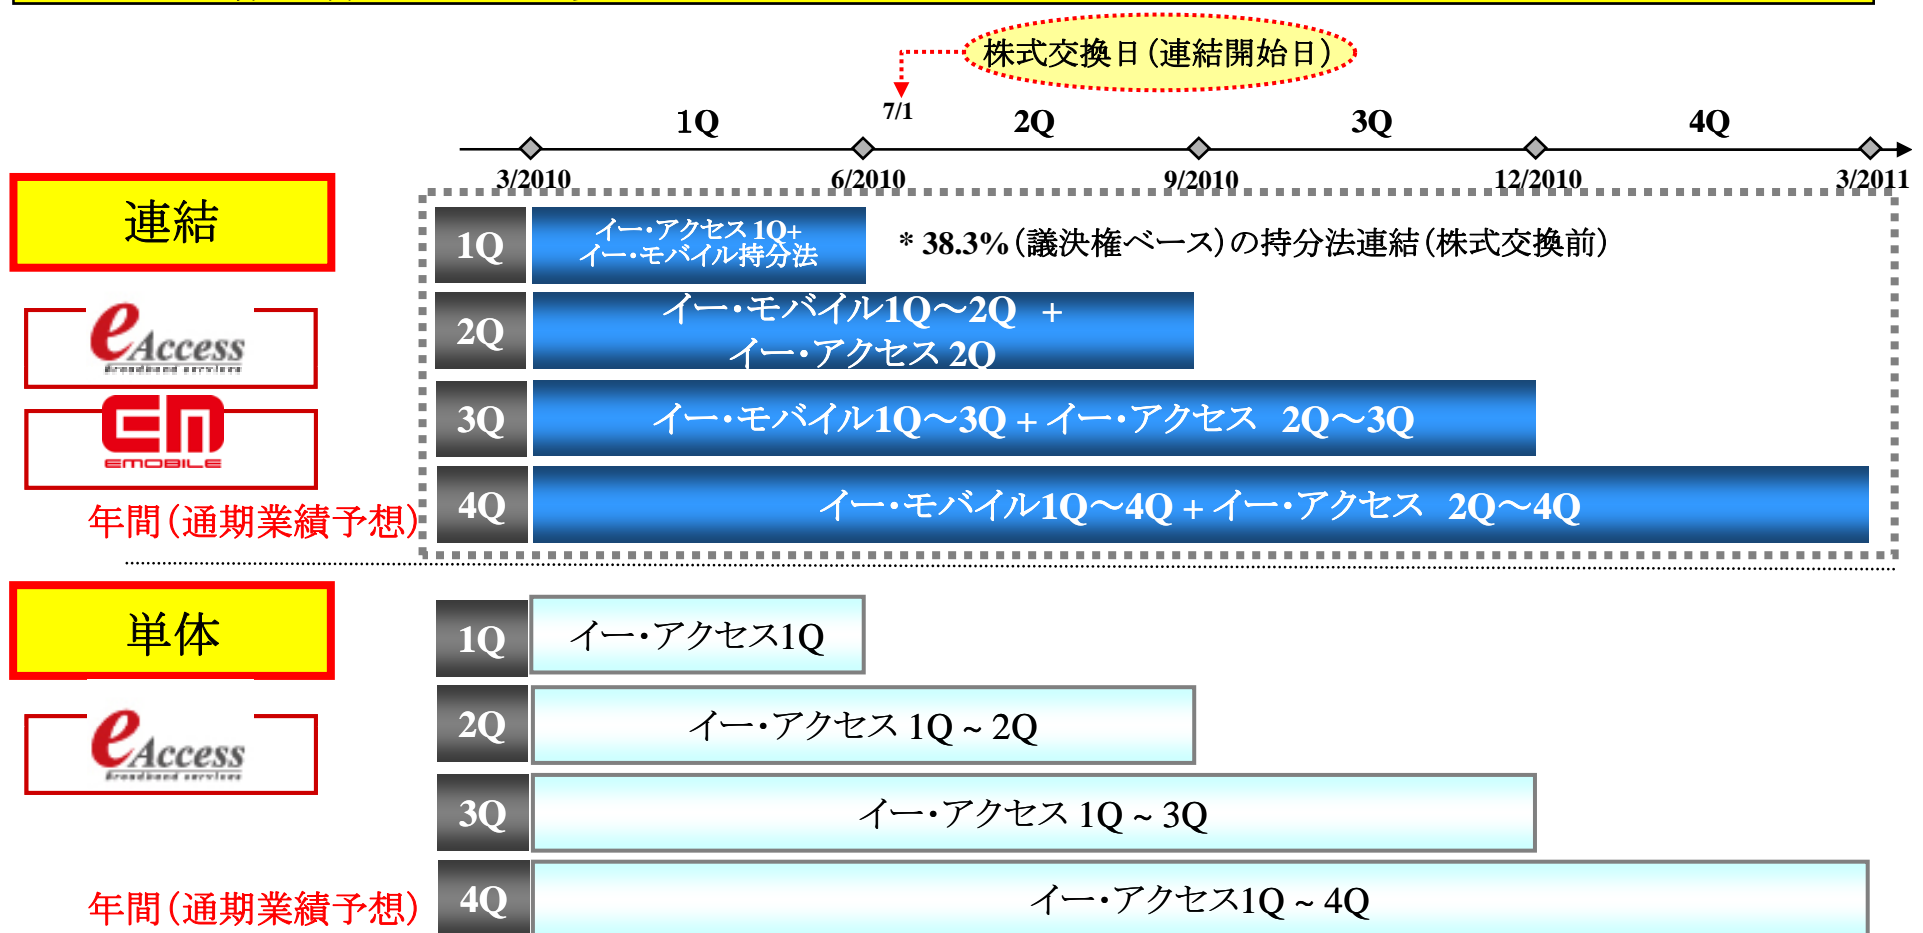 株式交換日(連結開始日)
7/1
1Q 2Q 3Q 4Q
3/2010 6/2010 9/2010 12/2010 3/2011
連結
1Q
イー・アクセス 1Q+
イー・モバイル持分法
* 38.3%(議決権ベース)の持分法連結(株式交換前)
eAccess
Broadband services
2Q
イー・モバイル1Q～2Q +
イー・アクセス 2Q
EM
EMOBILE
3Q
イー・モバイル1Q～3Q + イー・アクセス 2Q～3Q
年間(通期業績予想)
4Q
イー・モバイル1Q～4Q + イー・アクセス 2Q～4Q
単体
1Q
イー・アクセス1Q
eAccess
Broadband services
2Q
イー・アクセス 1Q ~ 2Q
3Q
イー・アクセス 1Q ~ 3Q
年間(通期業績予想)
4Q
イー・アクセス1Q ~ 4Q